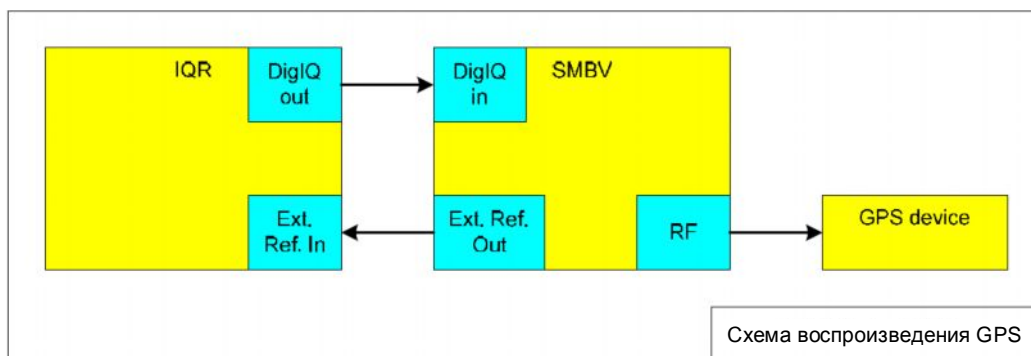 IQR
DigIQ
out
DigIQ
in
SMBV
Ext.
Ref. In
Ext. Ref.
Out
RF
GPS device
Схема воспроизведения GPS